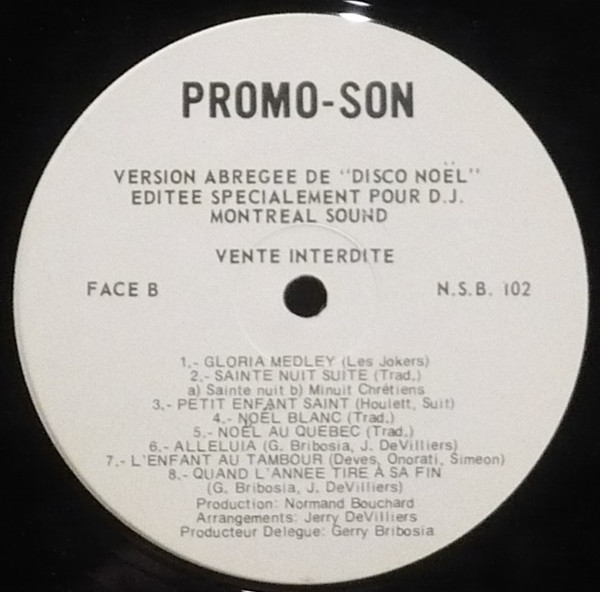 PROMO-SON
VERSION ABREGEE DE "DISCO NOËL"
EDITEE SPECIALEMENT POUR D.J.
MONTREAL SOUND
VENTE INTERDITE
FACE B
N.S.B. 102
1.- GLORIA MEDLEY (Les Jokers)
2.- SAINTE NUIT SUITE (Trad.)
a) Sainte nuit b) Minuit Chrétiens
3.- PETIT ENFANT SAINT (Houlett, Suit)
4.- NOËL BLANC (Trad.)
5.- NOËL AU QUEBEC (Trad.)
6.- ALLELUIA (G. Bribosia, J. DeVilliers)
7.- L'ENFANT AU TAMBOUR (Deves, Onorati, Simeon)
8.- QUAND L'ANNEE TIRE À SA FIN
(G. Bribosia, J. DeVilliers)
Production: Normand Bouchard
Arrangements: Jerry DeVilliers
Producteur Delegue: Gerry Bribosia